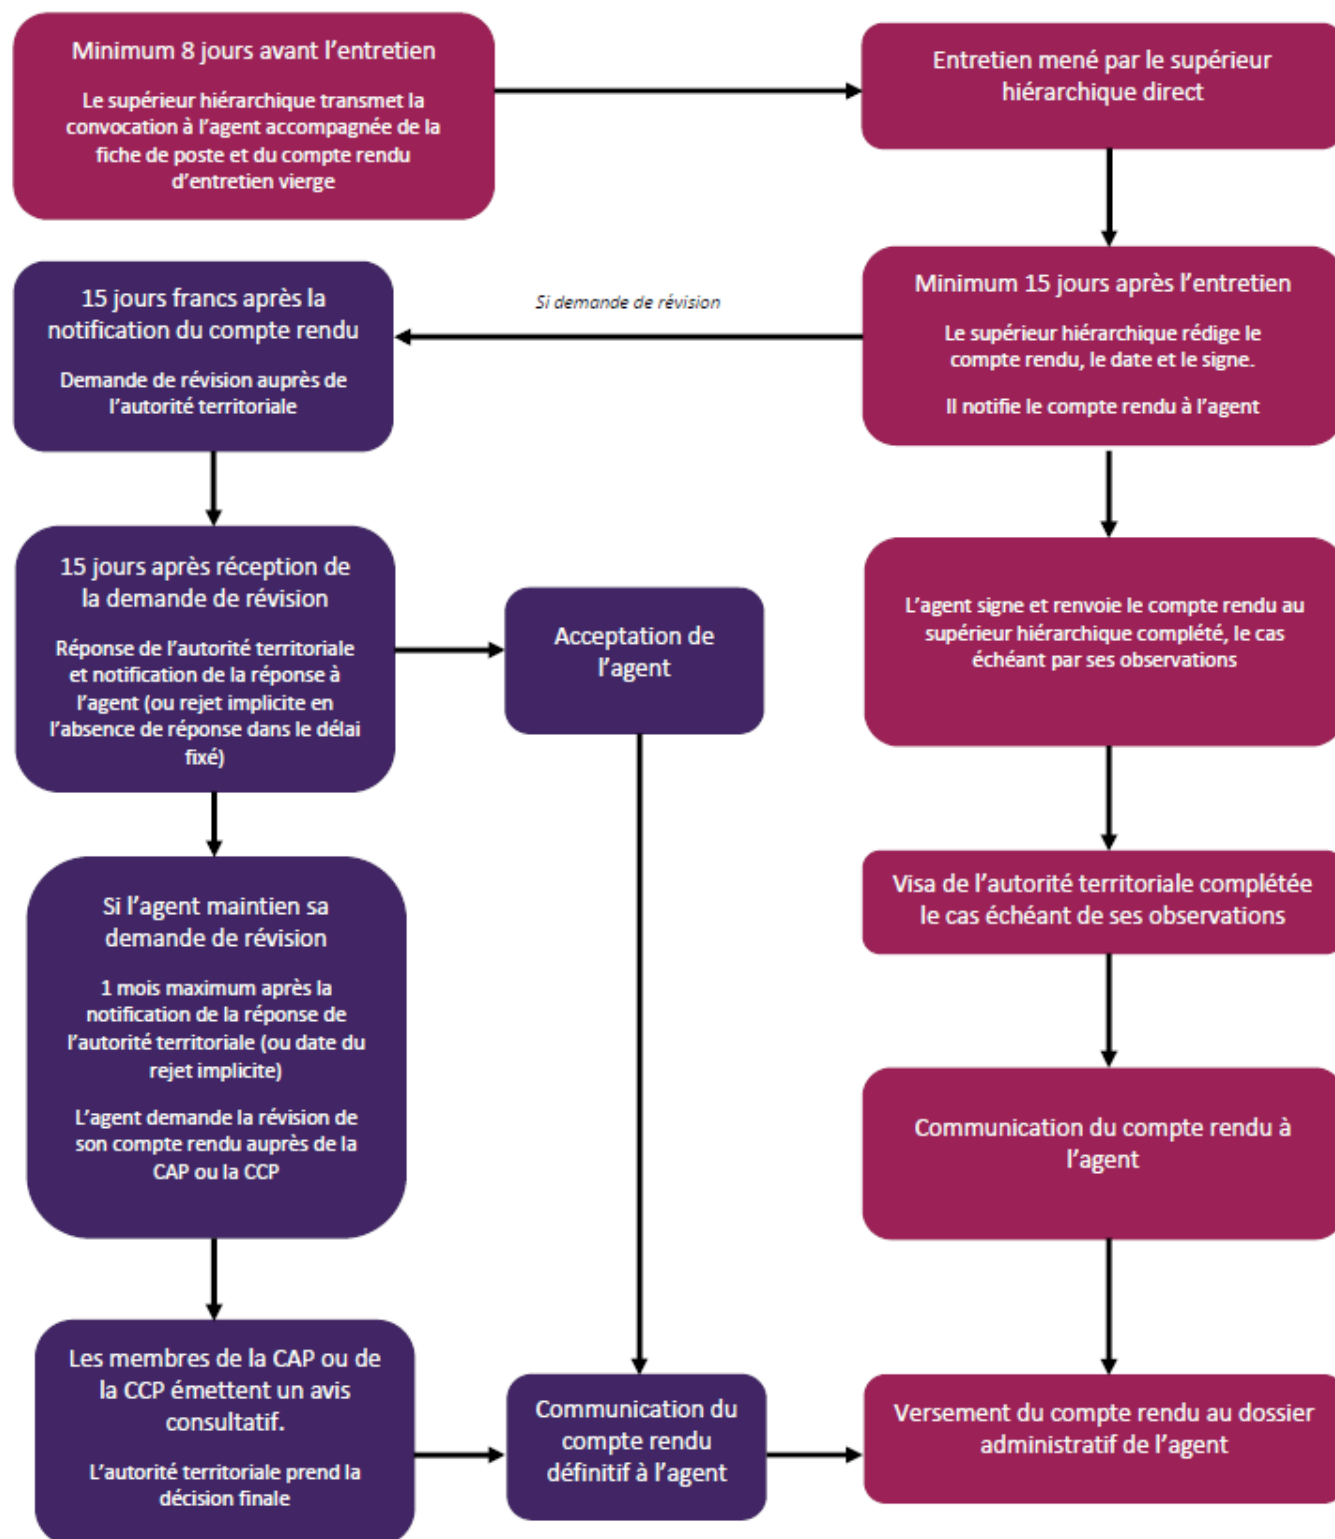 Minimum 8 jours avant l'entretien
Le supérieur hiérarchique transmet la
convocation à l'agent accompagnée de la
fiche de poste et du compte rendu
d'entretien vierge
Entretien mené par le supérieur
hiérarchique direct
Minimum 15 jours après l'entretien
Le supérieur hiérarchique rédige le
compte rendu, le date et le signe.
Il notifie le compte rendu à l'agent
Si demande de révision
15 jours francs après la
notification du compte rendu
Demande de révision auprès de
l'autorité territoriale
15 jours après réception de
la demande de révision
Réponse de l'autorité territoriale
et notification de la réponse à
l'agent (ou rejet implicite en
l'absence de réponse dans le délai
fixé)
Acceptation de
l'agent
L'agent signe et renvoie le compte rendu au
supérieur hiérarchique complété, le cas
échéant par ses observations
Si l'agent maintien sa
demande de révision
1 mois maximum après la
notification de la réponse de
l'autorité territoriale (ou date du
rejet implicite)
L'agent demande la révision de
son compte rendu auprès de la
CAP ou la CCP
Visa de l'autorité territoriale complétée
le cas échéant de ses observations
Communication du compte rendu à
l'agent
Les membres de la CAP ou de
la CCP émettent un avis
consultatif.
L'autorité territoriale prend la
décision finale
Communication du
compte rendu
définitif à l'agent
Versement du compte rendu au dossier
administratif de l'agent